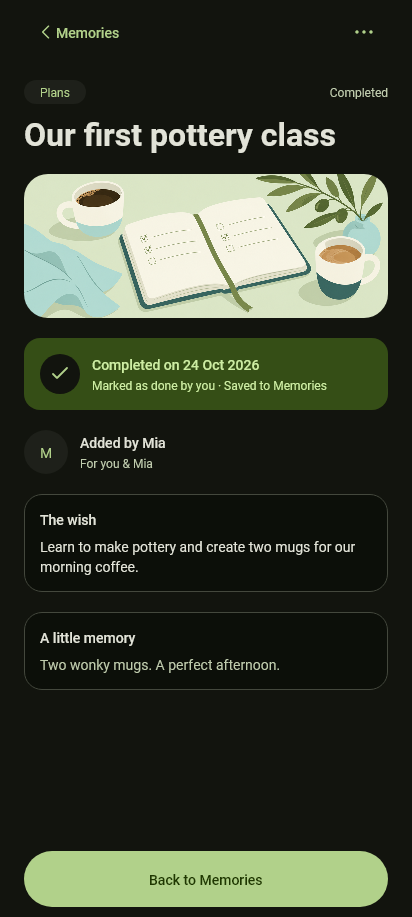 Memories
Plans
Completed
Our first pottery class
Completed on 24 Oct 2026
Marked as done by you · Saved to Memories
M
Added by Mia
For you & Mia
The wish
Learn to make pottery and create two mugs for our
morning coffee.
A little memory
Two wonky mugs. A perfect afternoon.
Back to Memories